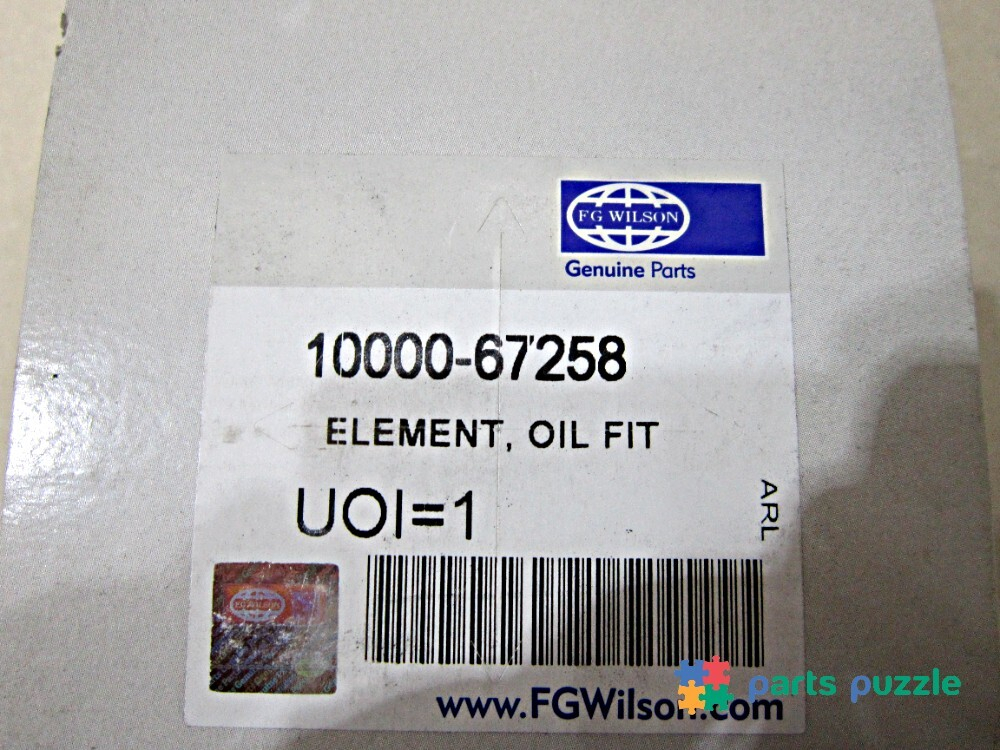 FG WILSON
Genuine Parts
10000-67258
ELEMENT, OIL FIT
UOI=1
ARL
www.FGWilson.com
parts puzzle